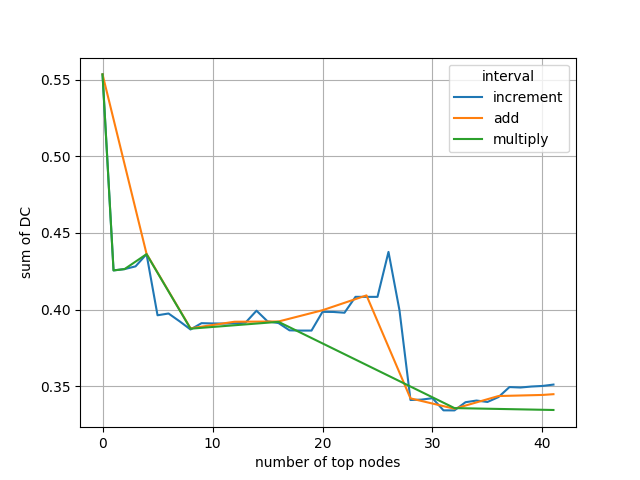 interval
increment
add
multiply
0.55
0.50
0.45
0.40
0.35
sum of DC
0 10 20 30 40
number of top nodes